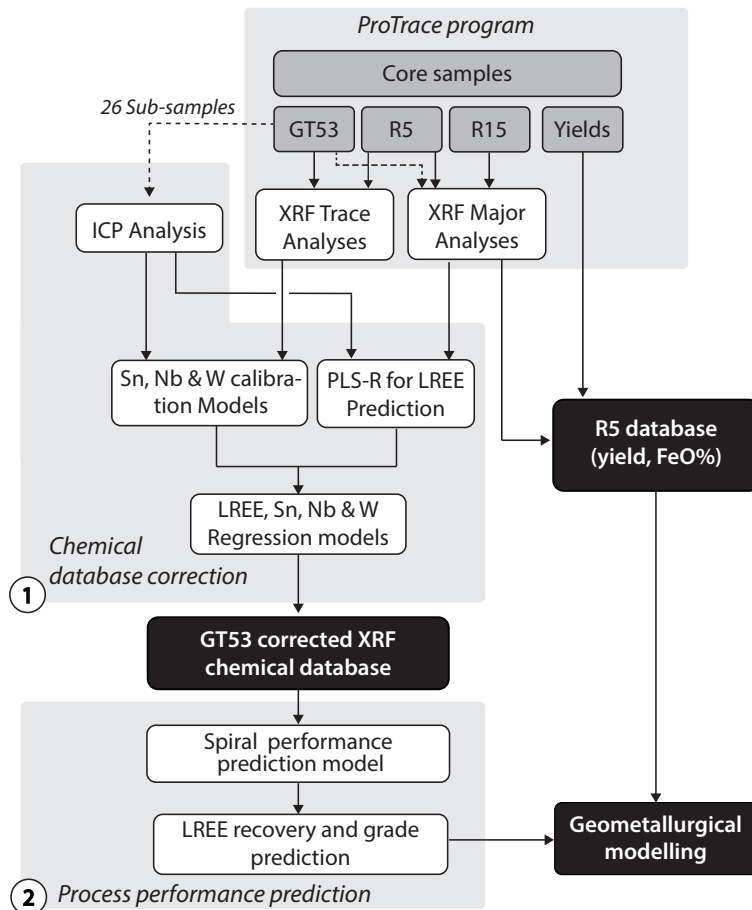 ProTrace program
Core samples
26 Sub-samples
GT53
R5
R15
Yields
ICP Analysis
XRF Trace
Analyses
XRF Major
Analyses
Sn, Nb & W calibra-
tion Models
PLS-R for LREE
Prediction
R5 database
(yield, FeO%)
LREE, Sn, Nb & W
Regression models
Chemical
database correction
1
GT53 corrected XRF
chemical database
Spiral performance
prediction model
LREE recovery and grade
prediction
Geometallurgical
modelling
2
Process performance prediction